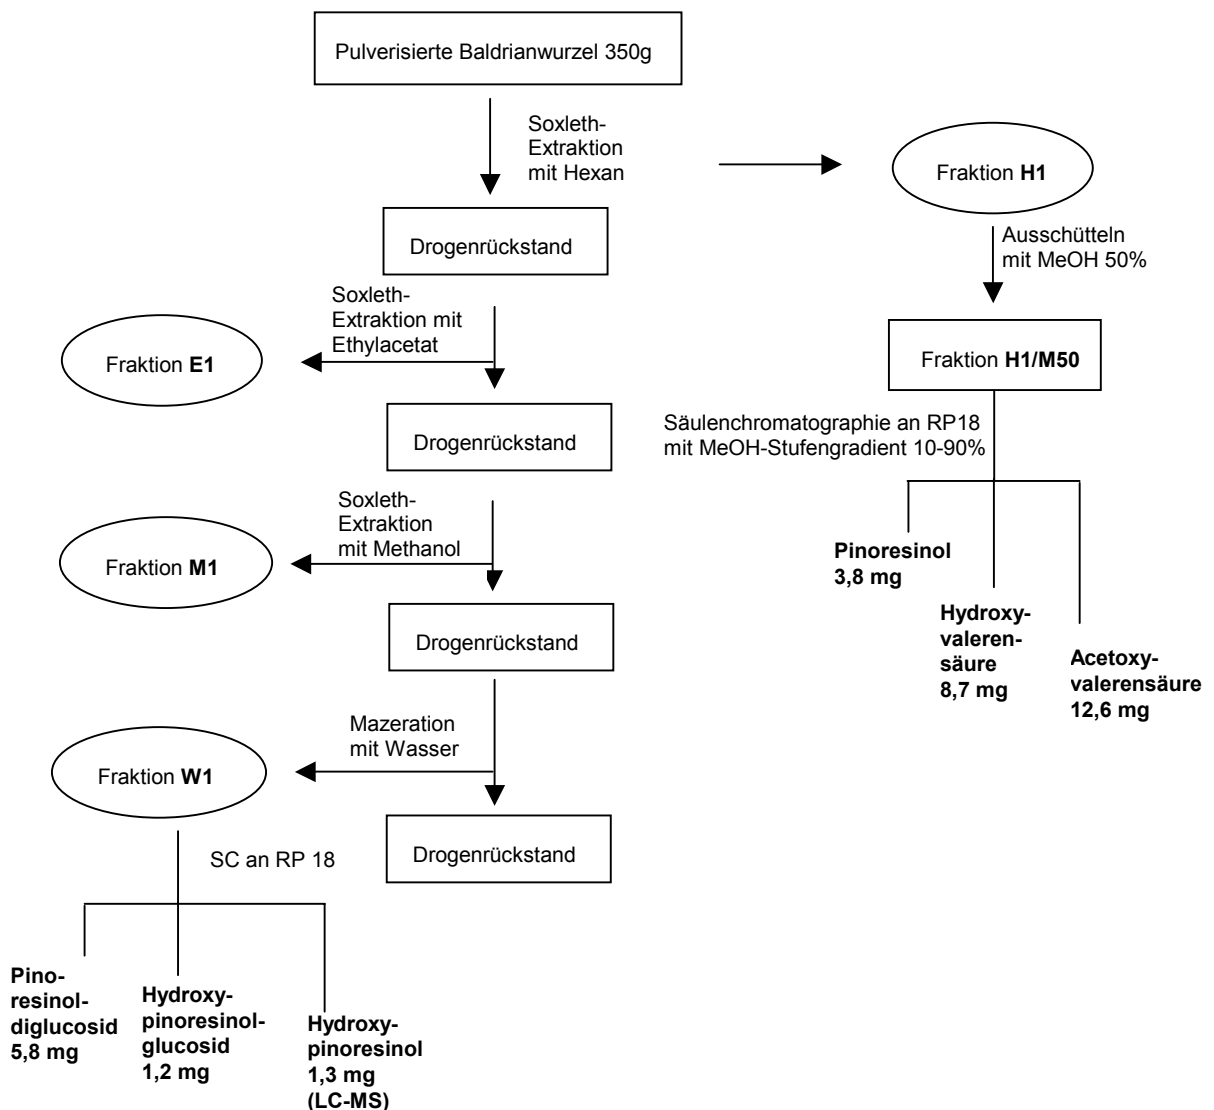 Pulverisierte Baldrianwurzel 350g
Soxleth-
Extraktion
mit Hexan
Fraktion H1
Ausschütteln
mit MeOH 50%
Drogenrückstand
Soxleth-
Extraktion mit
Ethylacetat
Fraktion E1
Fraktion H1/M50
Säulenchromatographie an RP18
mit MeOH-Stufengradient 10-90%
Drogenrückstand
Soxleth-
Extraktion
mit Methanol
Fraktion M1
Pinoresinol
3,8 mg
Hydroxy-
valeren-
säure
8,7 mg
Acetoxy-
valerensäure
12,6 mg
Drogenrückstand
Mazeration
mit Wasser
Fraktion W1
Drogenrückstand
SC an RP 18
Pino-
resinol-
diglucosid
5,8 mg
Hydroxy-
pinoresinol-
glucosid
1,2 mg
Hydroxy-
pinoresinol
1,3 mg
(LC-MS)